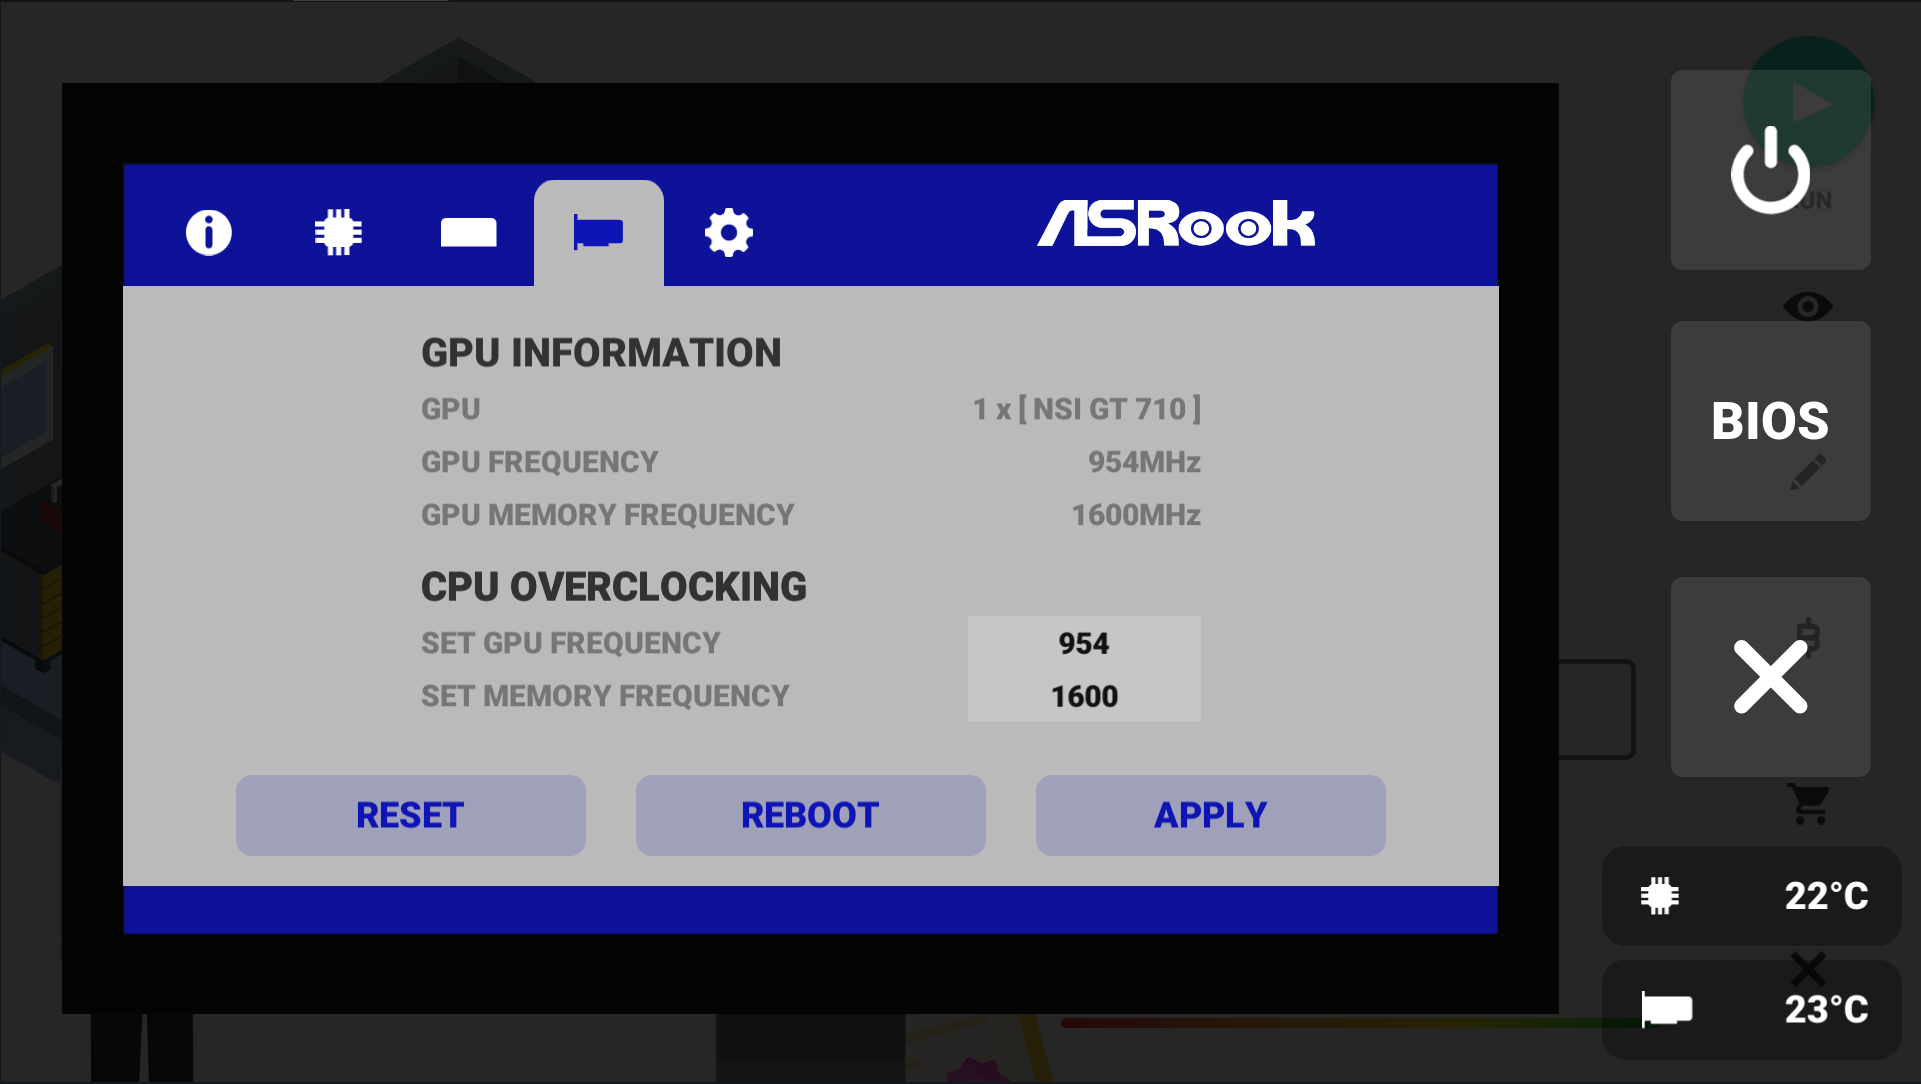 ASRook
GPU INFORMATION
GPU 1 x [ NSI GT 710 ]
GPU FREQUENCY 954MHz
GPU MEMORY FREQUENCY 1600MHz
CPU OVERCLOCKING
SET GPU FREQUENCY 954
SET MEMORY FREQUENCY 1600
RESET REBOOT APPLY
BIOS
22°C
23°C